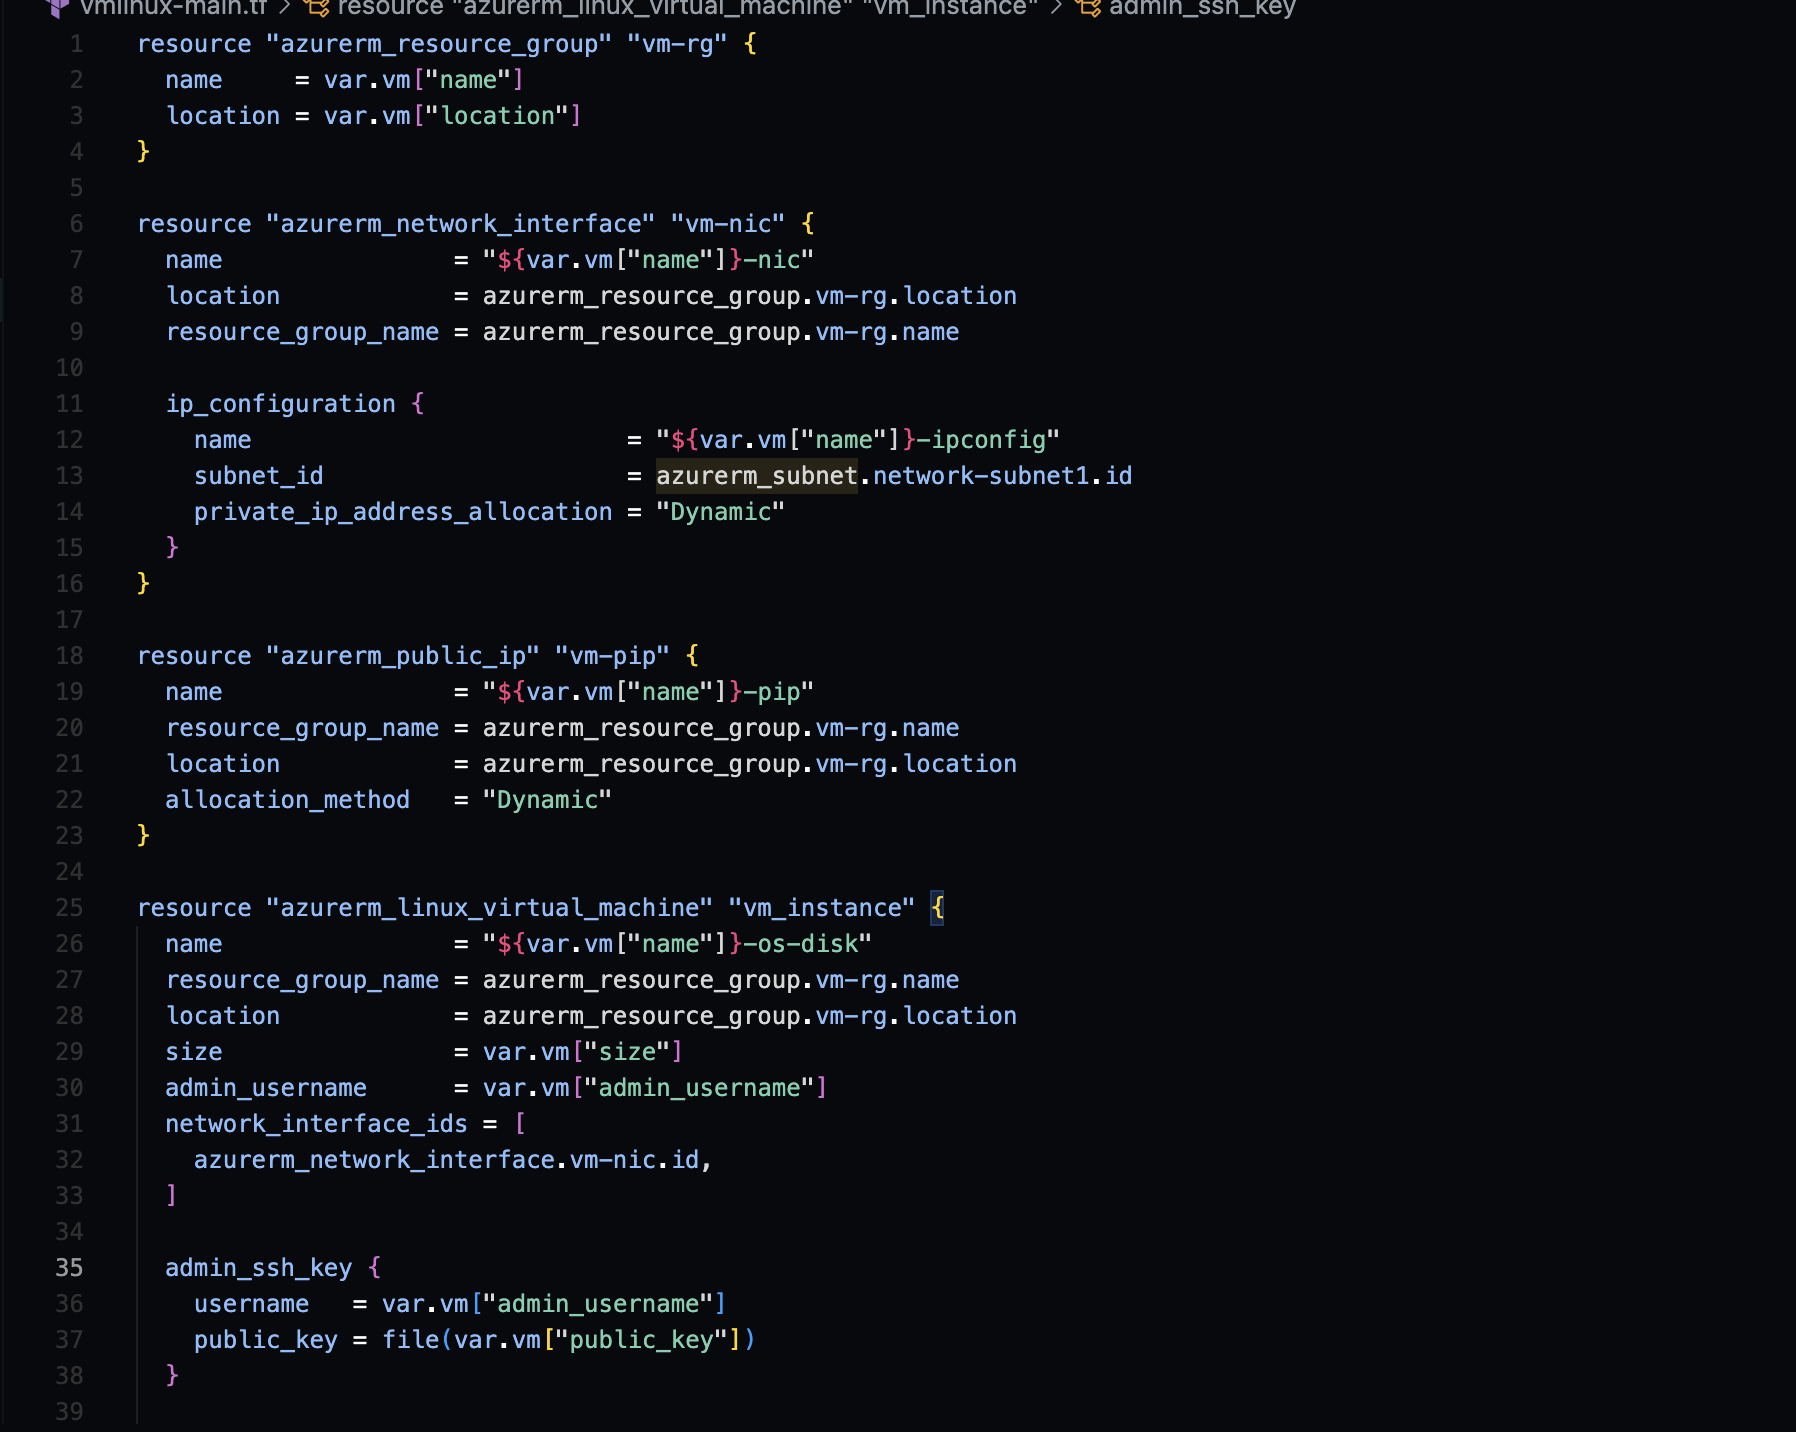 vmlinux-main.tf > resource "azurerm_linux_virtual_machine" "vm_instance" > admin_ssh_key
1 resource "azurerm_resource_group" "vm-rg" {
2   name     = var.vm["name"]
3   location = var.vm["location"]
4 }
5
6 resource "azurerm_network_interface" "vm-nic" {
7   name                = "${var.vm["name"]}-nic"
8   location            = azurerm_resource_group.vm-rg.location
9   resource_group_name = azurerm_resource_group.vm-rg.name
10
11   ip_configuration {
12     name                          = "${var.vm["name"]}-ipconfig"
13     subnet_id                     = azurerm_subnet.network-subnet1.id
14     private_ip_address_allocation = "Dynamic"
15   }
16 }
17
18 resource "azurerm_public_ip" "vm-pip" {
19   name                = "${var.vm["name"]}-pip"
20   resource_group_name = azurerm_resource_group.vm-rg.name
21   location            = azurerm_resource_group.vm-rg.location
22   allocation_method   = "Dynamic"
23 }
24
25 resource "azurerm_linux_virtual_machine" "vm_instance" {
26   name                = "${var.vm["name"]}-os-disk"
27   resource_group_name = azurerm_resource_group.vm-rg.name
28   location            = azurerm_resource_group.vm-rg.location
29   size                = var.vm["size"]
30   admin_username      = var.vm["admin_username"]
31   network_interface_ids = [
32     azurerm_network_interface.vm-nic.id,
33   ]
34
35   admin_ssh_key {
36     username   = var.vm["admin_username"]
37     public_key = file(var.vm["public_key"])
38   }
39